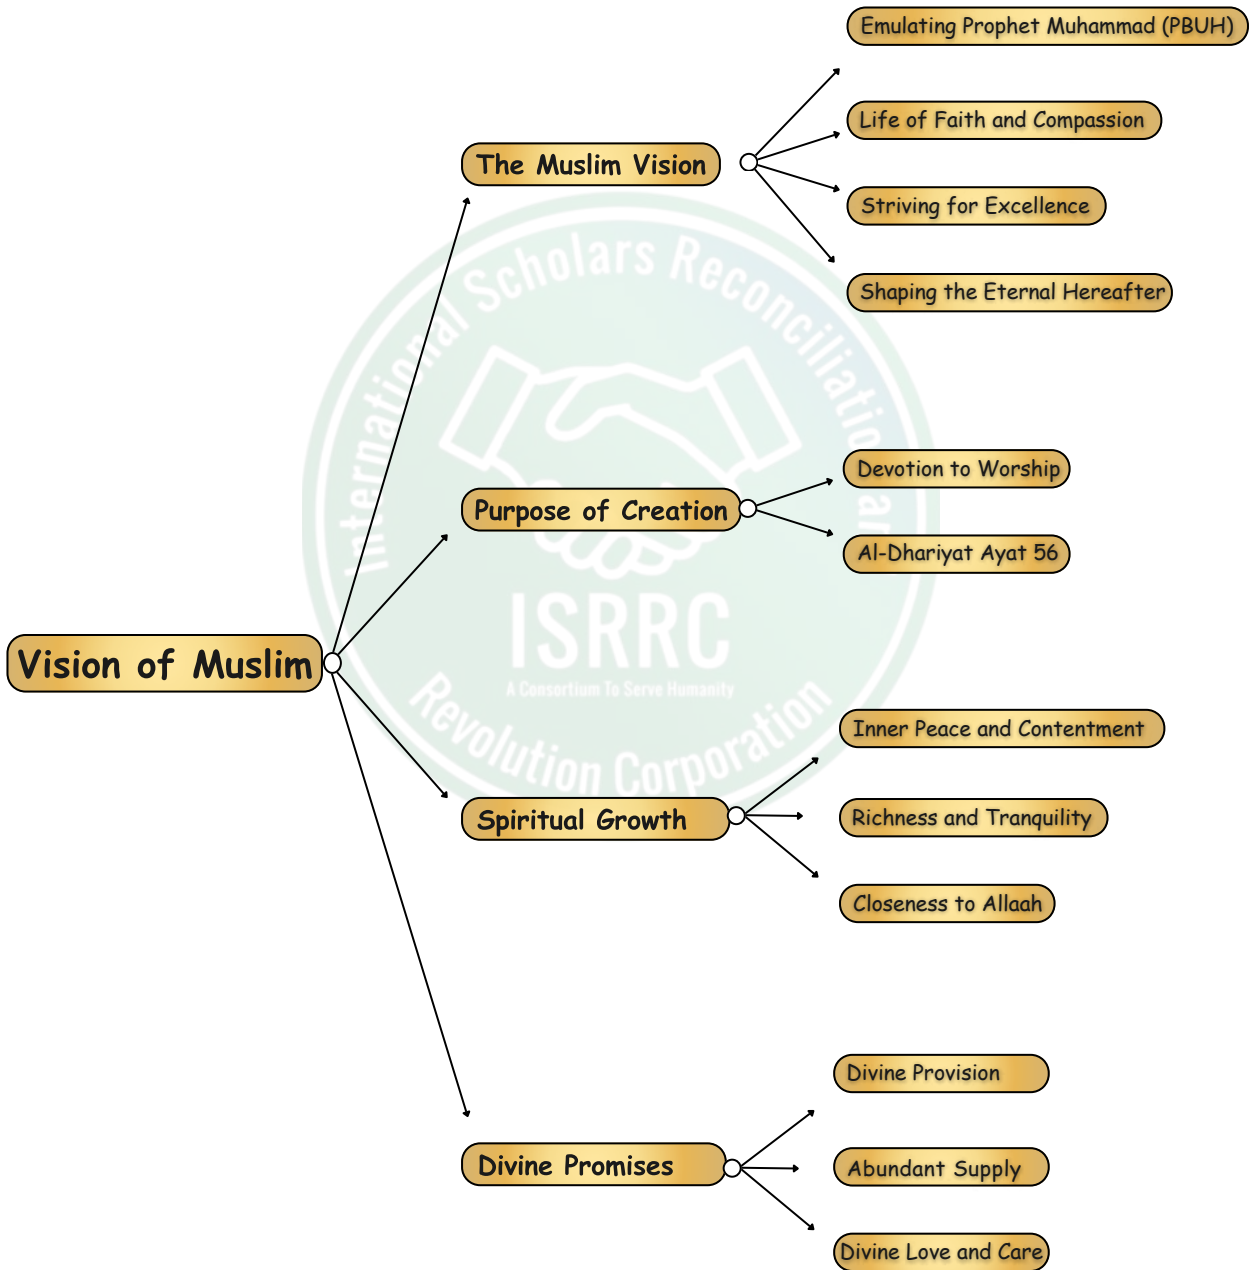 Vision of Muslim
The Muslim Vision
Emulating Prophet Muhammad (PBUH)
Life of Faith and Compassion
Striving for Excellence
Shaping the Eternal Hereafter
Purpose of Creation
Devotion to Worship
Al-Dhariyat Ayat 56
Spiritual Growth
Inner Peace and Contentment
Richness and Tranquility
Closeness to Allaah
Divine Promises
Divine Provision
Abundant Supply
Divine Love and Care
International Scholars Reconciliation
ISRRC
A Consortium To Serve Humanity
Revolution Corporation